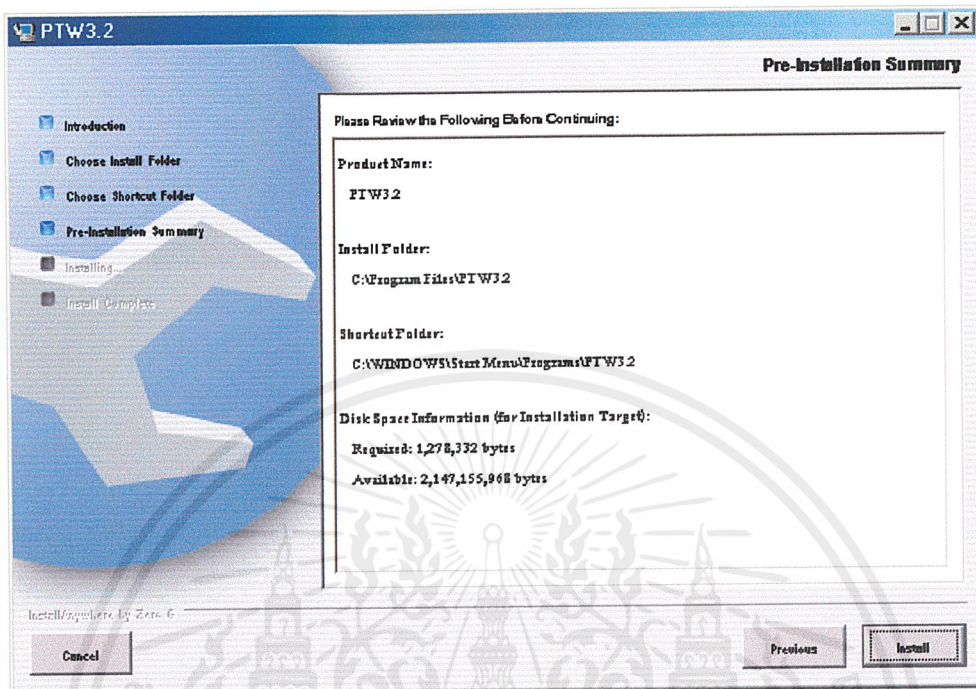 PTW3.2
Pre-Installation Summary
Introduction
Choose Install Folder
Choose Shortcut Folder
Pre-Installation Summary
Installing...
Install Complete
Please Review the Following Before Continuing:
Product Name:
PTW3.2
Install Folder:
C:\Program Files\PTW3.2
Shortcut Folder:
C:\WINDOWS\Start Menu\Programs\PTW3.2
Disk Space Information (for Installation Target):
Required: 1,278,332 bytes
Available: 2,147,155,968 bytes
InstallAnywhere by Zero G
Cancel
Previous
Install